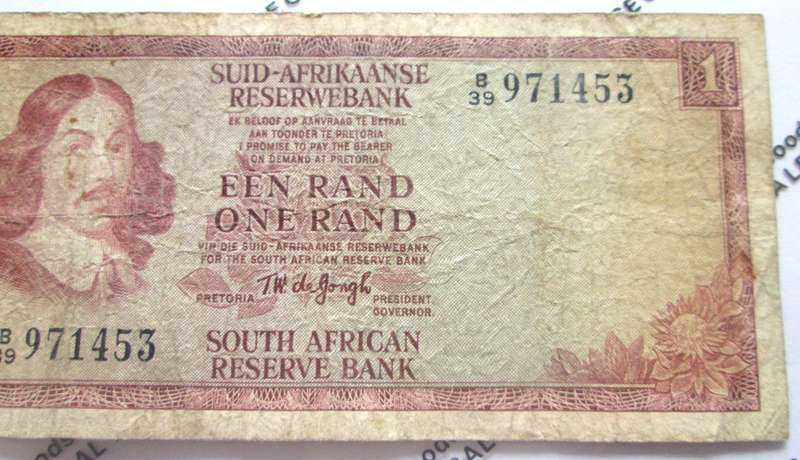 SUID-AFRIKAANSE
RESERWEBANK
B/39 971453
1
EK BELOOF OP AANVRAAG TE BETAAL
AAN TOONDER TE PRETORIA
I PROMISE TO PAY THE BEARER
ON DEMAND AT PRETORIA
EEN RAND
ONE RAND
VIR DIE SUID-AFRIKAANSE RESERWEBANK
FOR THE SOUTH AFRICAN RESERVE BANK
T.W. de Jongh
PRETORIA
PRESIDENT.
GOVERNOR.
B/39 971453
SOUTH AFRICAN
RESERVE BANK